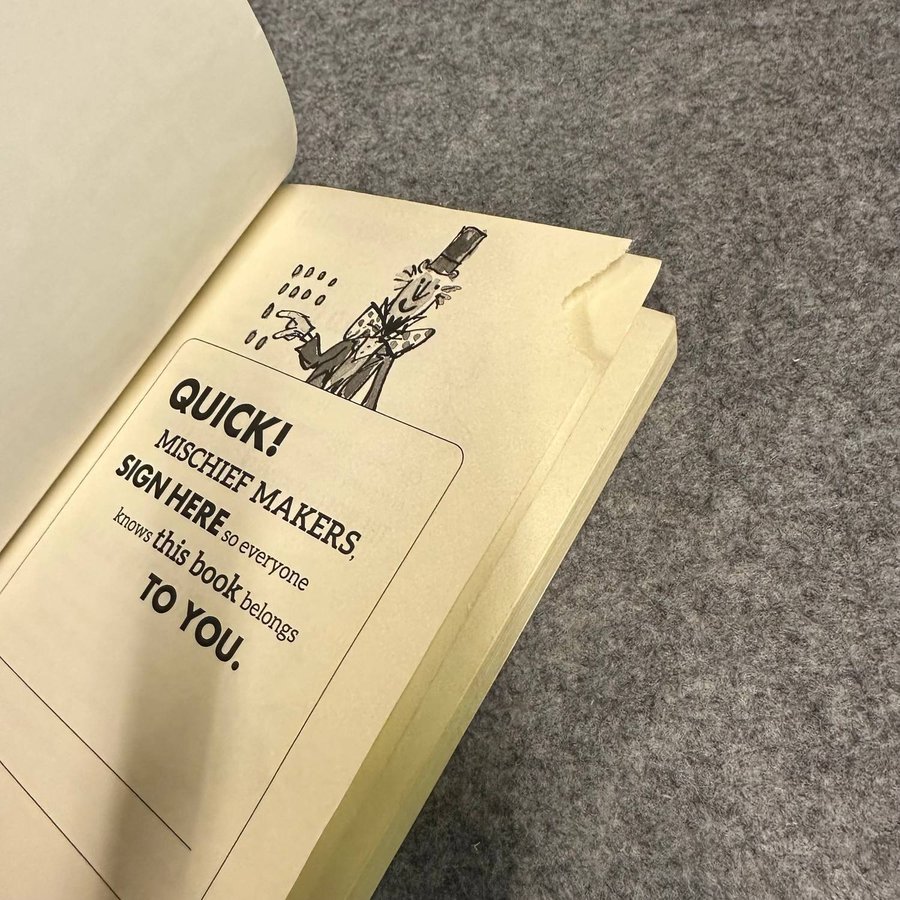 QUICK!
MISCHIEF MAKERS,
SIGN HERE so everyone
knows this book belongs
TO YOU.